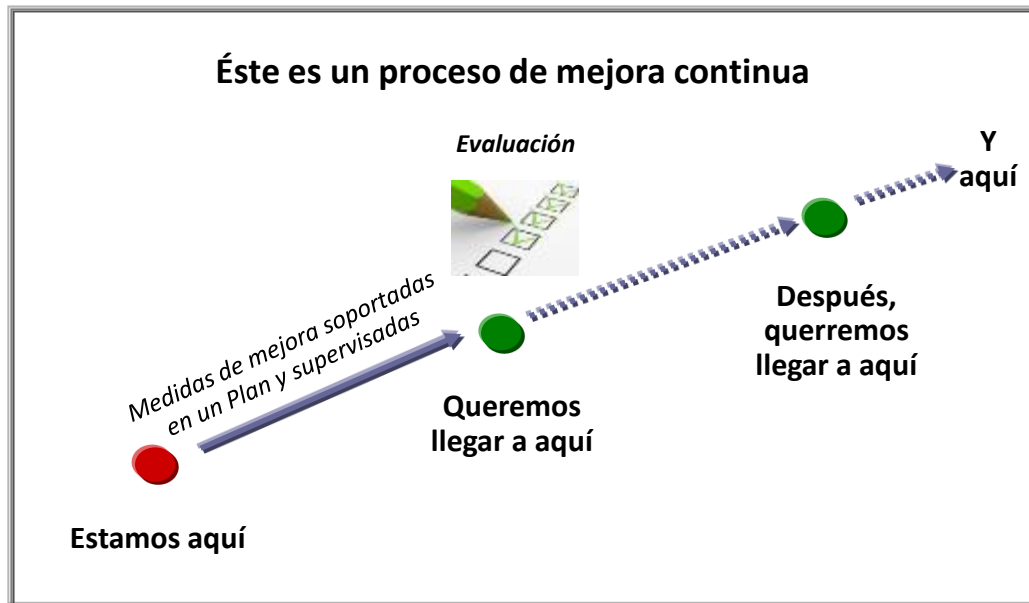 Éste es un proceso de mejora continua
Evaluación
Y
aquí
Medidas de mejora soportadas
en un Plan y supervisadas
Después,
querremos
llegar a aquí
Queremos
llegar a aquí
Estamos aquí